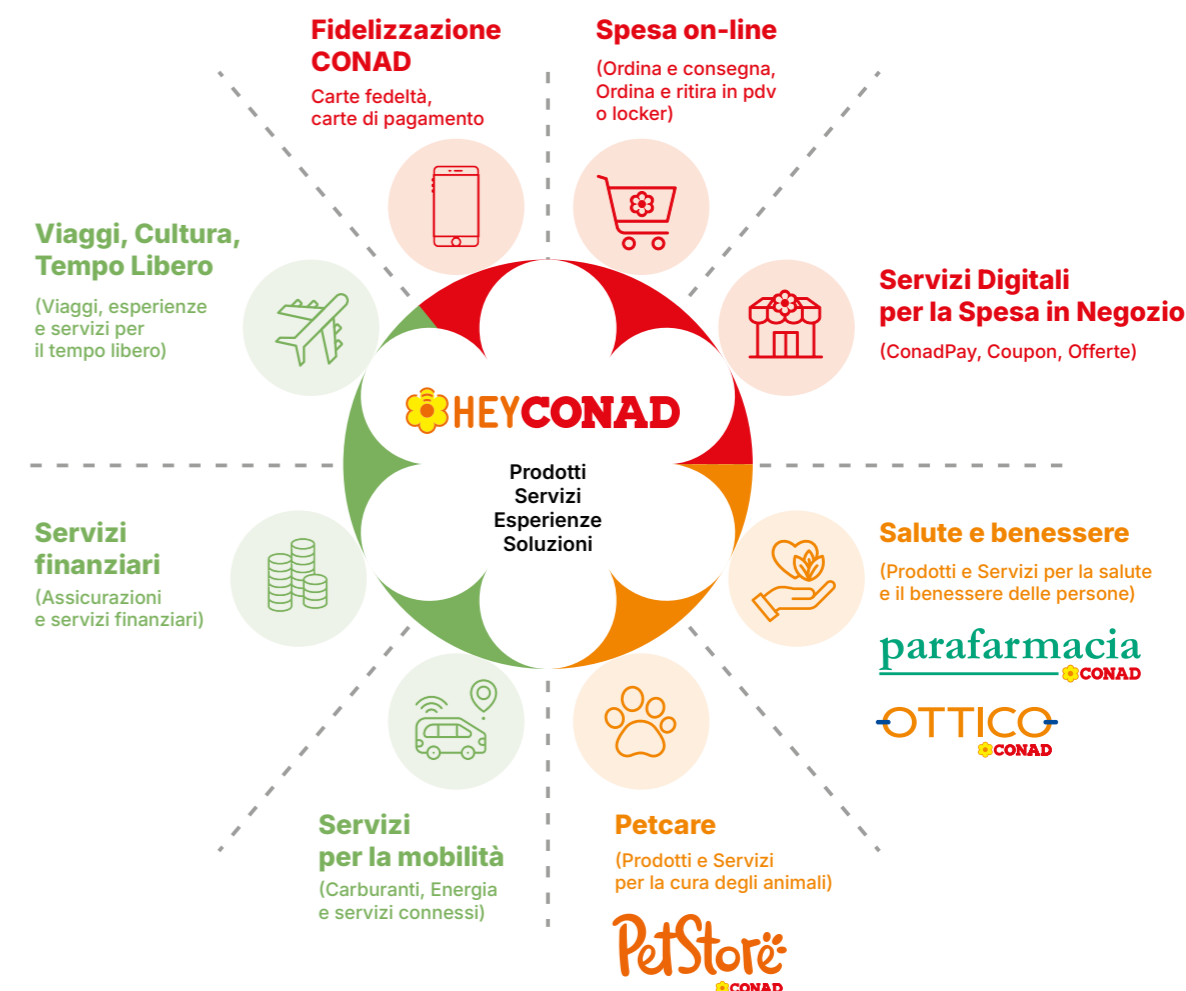 Fidelizzazione
CONAD
Carte fedeltà,
carte di pagamento
Spesa on-line
(Ordina e consegna,
Ordina e ritira in pdv
o locker)
Servizi Digitali
per la Spesa in Negozio
(ConadPay, Coupon, Offerte)
Viaggi, Cultura,
Tempo Libero
(Viaggi, esperienze
e servizi per
il tempo libero)
HEYCONAD
Prodotti
Servizi
Esperienze
Soluzioni
Servizi
finanziari
(Assicurazioni
e servizi finanziari)
Salute e benessere
(Prodotti e Servizi per la salute
e il benessere delle persone)
parafarmacia
CONAD
OTTICO
CONAD
Servizi
per la mobilità
(Carburanti, Energia
e servizi connessi)
Petcare
(Prodotti e Servizi
per la cura degli animali)
PetStore
CONAD